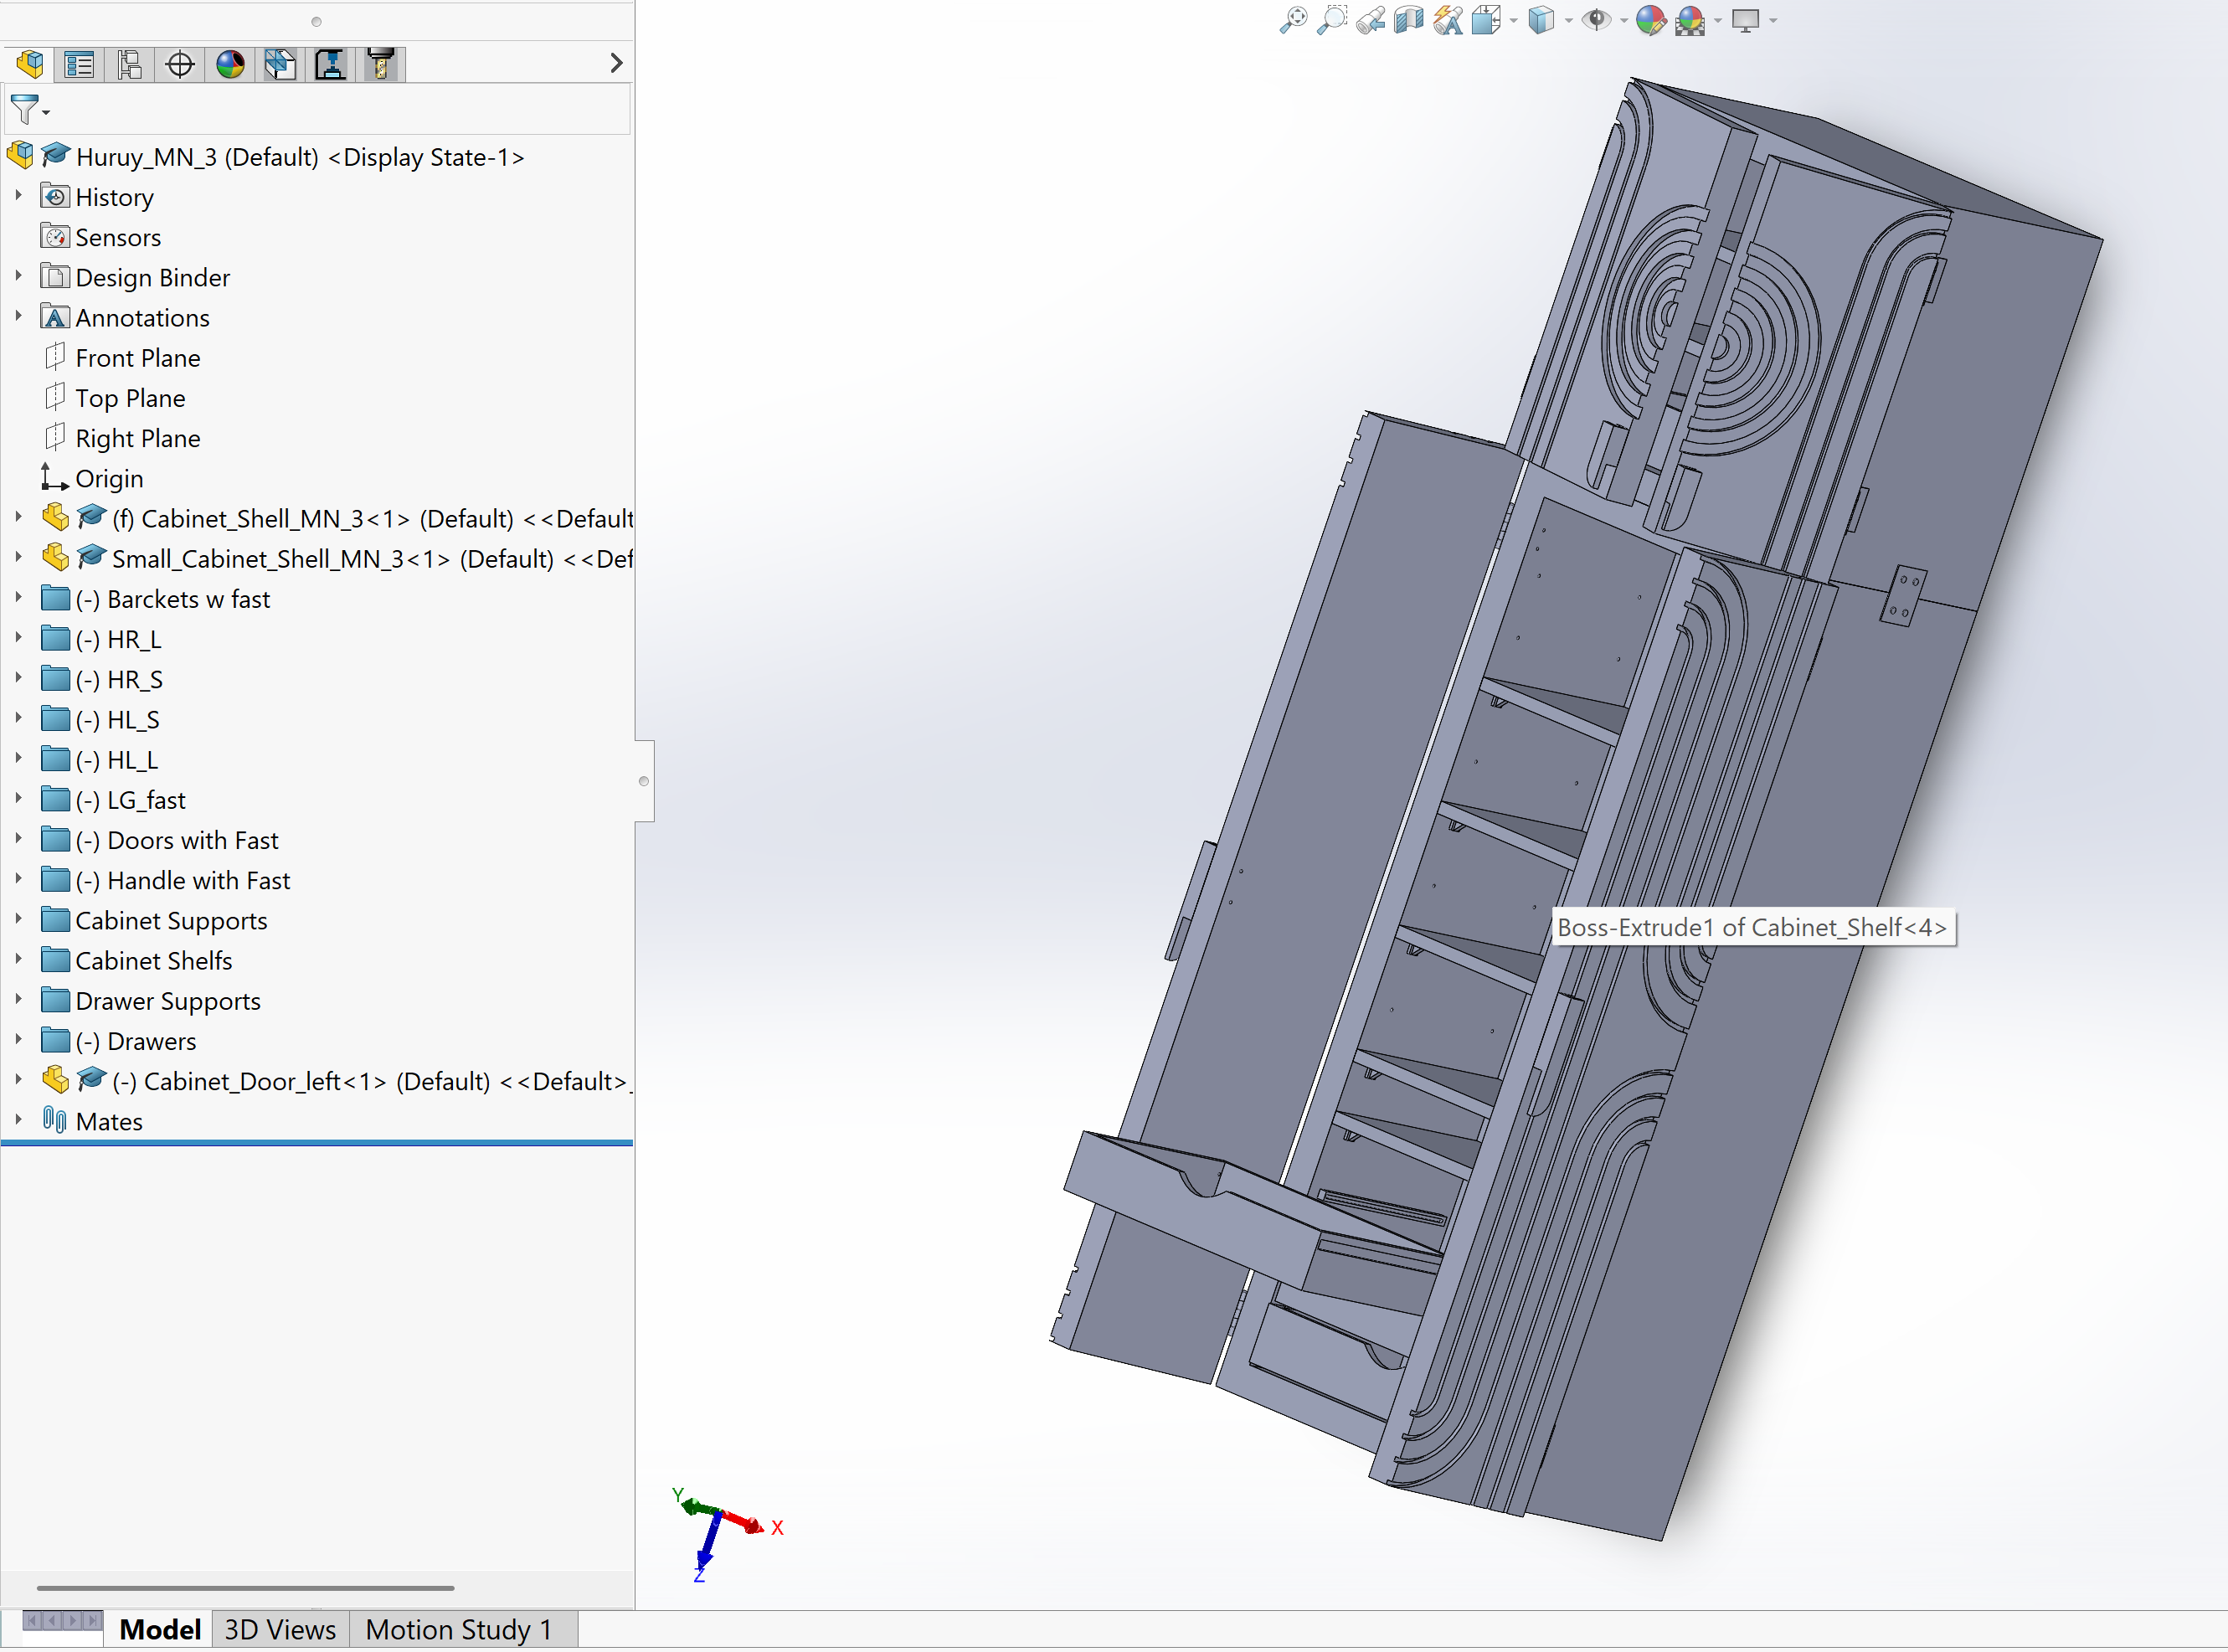 Huruy_MN_3 (Default) <Display State-1>
History
Sensors
Design Binder
Annotations
Front Plane
Top Plane
Right Plane
Origin
(f) Cabinet_Shell_MN_3<1> (Default) <<Default
Small_Cabinet_Shell_MN_3<1> (Default) <<Def
(-) Barckets w fast
(-) HR_L
(-) HR_S
(-) HL_S
(-) HL_L
(-) LG_fast
(-) Doors with Fast
(-) Handle with Fast
Cabinet Supports
Cabinet Shelfs
Drawer Supports
(-) Drawers
(-) Cabinet_Door_left<1> (Default) <<Default>_
Mates
Boss-Extrude1 of Cabinet_Shelf<4>
Y
X
Z
Model
3D Views
Motion Study 1